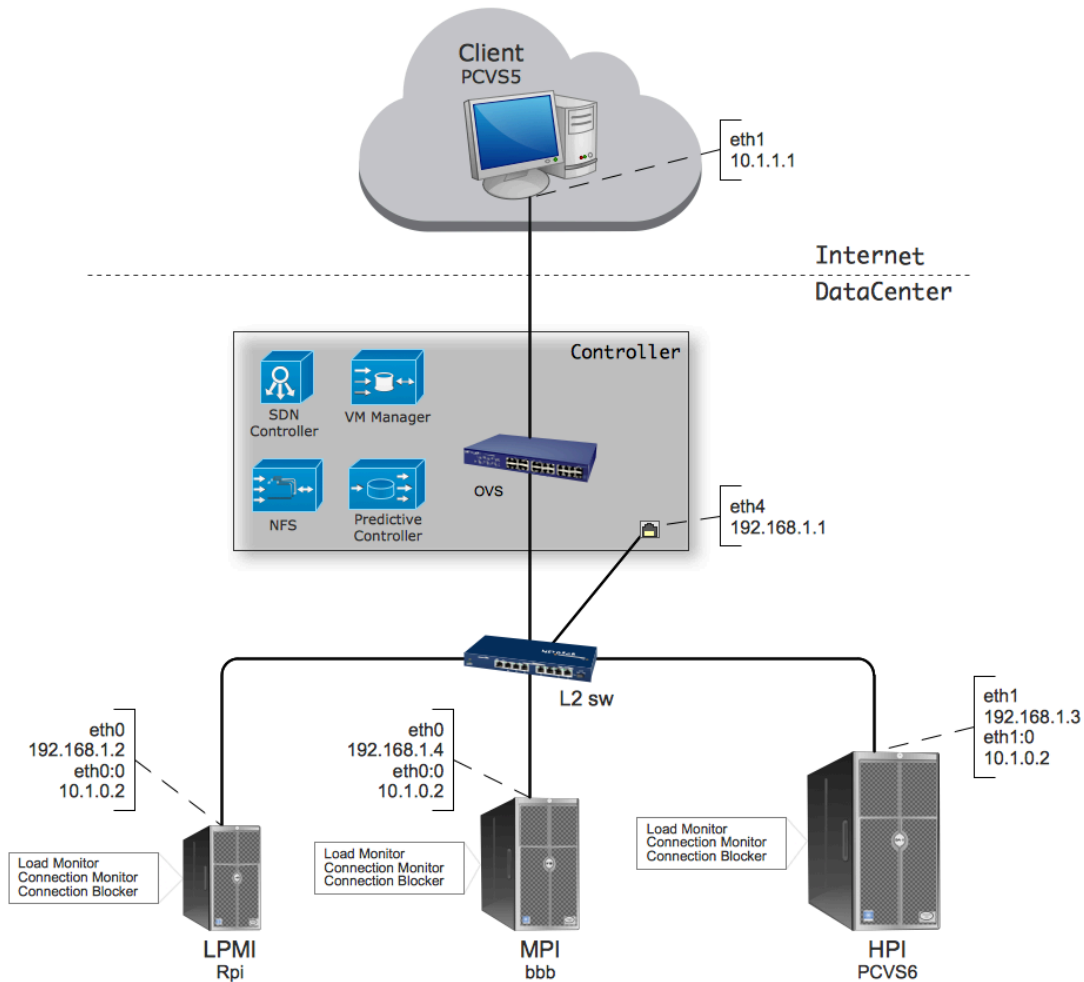 Client
PCVS5
eth1
10.1.1.1
Internet
DataCenter
Controller
SDN
Controller
VM Manager
OVS
NFS
Predictive
Controller
eth4
192.168.1.1
L2 sw
eth0
192.168.1.2
eth0:0
10.1.0.2
eth0
192.168.1.4
eth0:0
10.1.0.2
eth1
192.168.1.3
eth1:0
10.1.0.2
Load Monitor
Connection Monitor
Connection Blocker
Load Monitor
Connection Monitor
Connection Blocker
Load Monitor
Connection Monitor
Connection Blocker
LPMI
Rpi
MPI
bbb
HPI
PCVS6